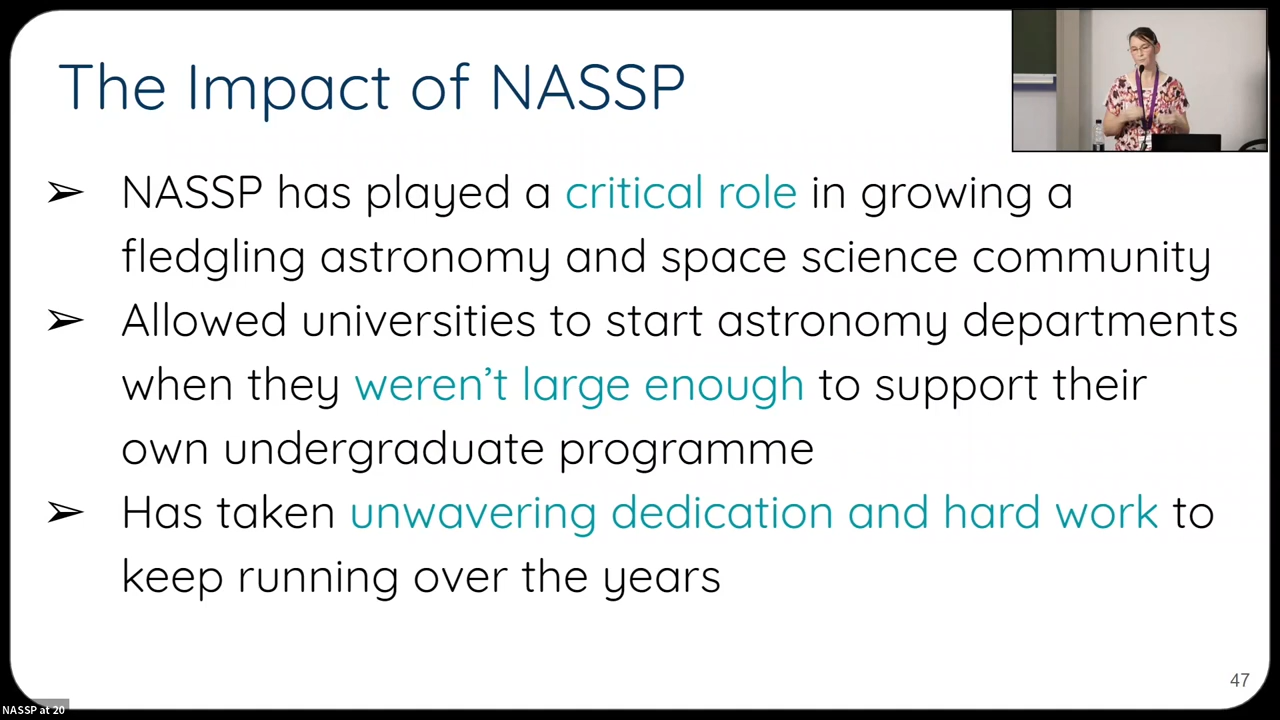 The Impact of NASSP
➢ NASSP has played a critical role in growing a
fledgling astronomy and space science community
➢ Allowed universities to start astronomy departments
when they weren’t large enough to support their
own undergraduate programme
➢ Has taken unwavering dedication and hard work to
keep running over the years
47
NASSP at 20